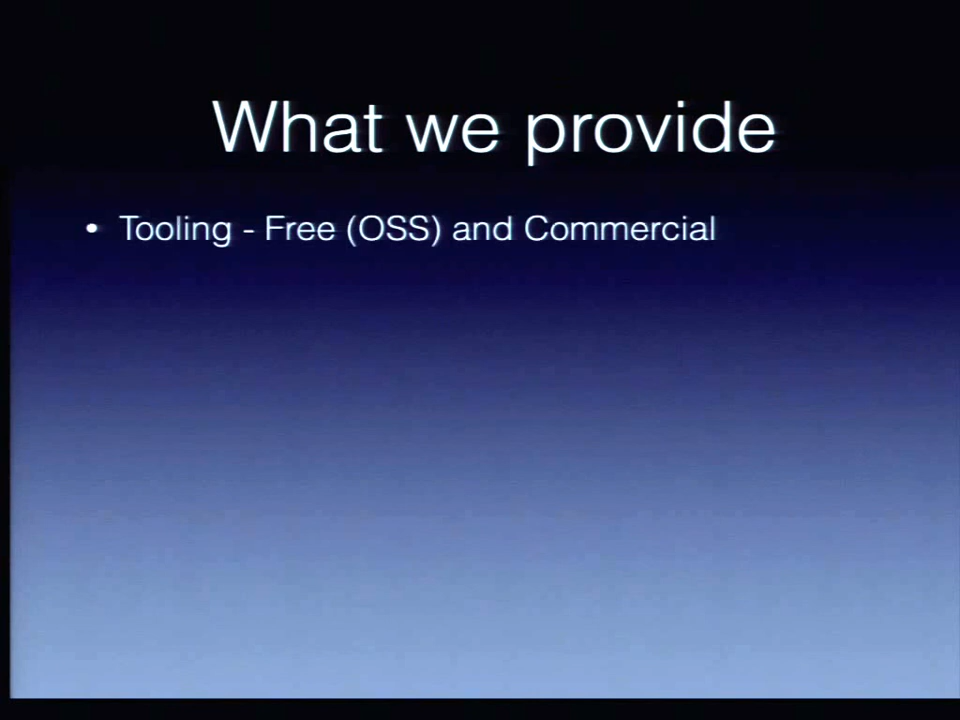 What we provide
• Tooling - Free (OSS) and Commercial